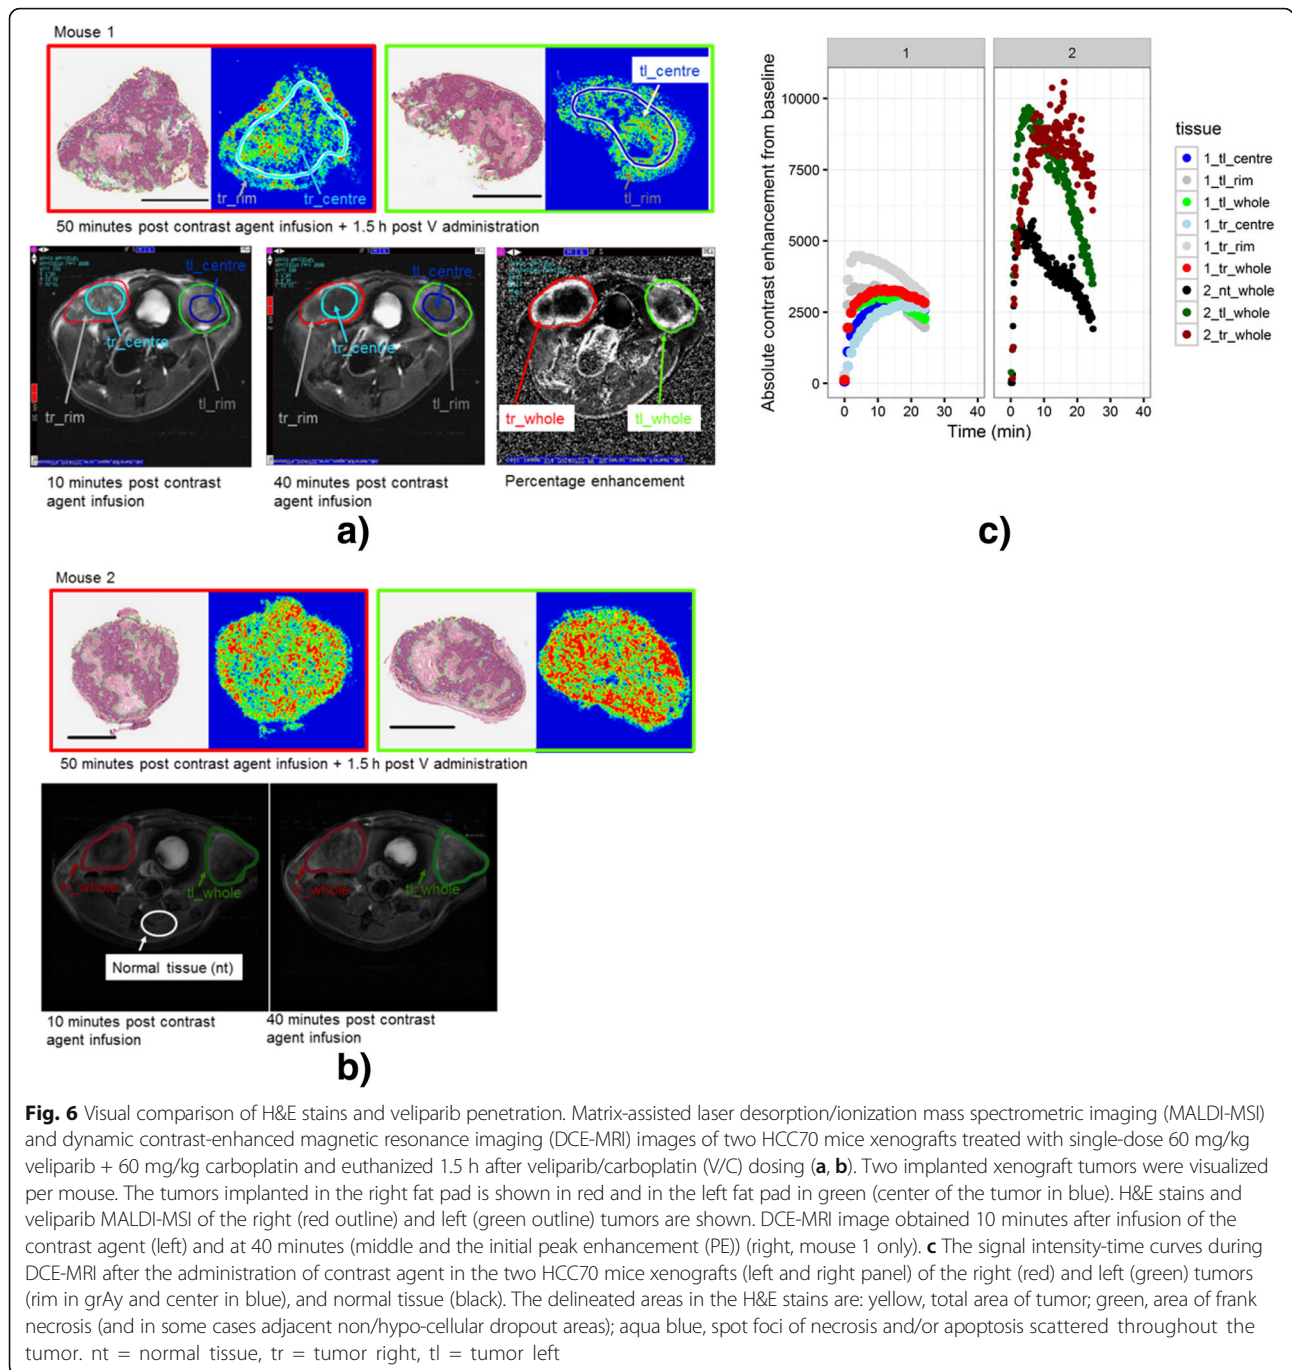 Mouse 1
tl_centre
tr_rim
tr_centre
tl_rim
50 minutes post contrast agent infusion + 1.5 h post V administration
tl_centre
tr_centre
tr_rim
tl_rim
tl_centre
tr_centre
tr_rim
tl_rim
tr_whole
tl_whole
10 minutes post contrast
agent infusion
40 minutes post contrast
agent infusion
Percentage enhancement
a)
1
2
Absolute contrast enhancement from baseline
10000
7500
5000
2500
0
0 10 20 30 40
0 10 20 30 40
Time (min)
tissue
1_tl_centre
1_tl_rim
1_tl_whole
1_tr_centre
1_tr_rim
1_tr_whole
2_nt_whole
2_tl_whole
2_tr_whole
c)
Mouse 2
50 minutes post contrast agent infusion + 1.5 h post V administration
tr_whole
tl_whole
Normal tissue (nt)
tr_whole
tl_whole
10 minutes post contrast
agent infusion
40 minutes post contrast
agent infusion
b)
Fig. 6 Visual comparison of H&E stains and veliparib penetration. Matrix-assisted laser desorption/ionization mass spectrometric imaging (MALDI-MSI)
and dynamic contrast-enhanced magnetic resonance imaging (DCE-MRI) images of two HCC70 mice xenografts treated with single-dose 60 mg/kg
veliparib + 60 mg/kg carboplatin and euthanized 1.5 h after veliparib/carboplatin (V/C) dosing (a, b). Two implanted xenograft tumors were visualized
per mouse. The tumors implanted in the right fat pad is shown in red and in the left fat pad in green (center of the tumor in blue). H&E stains and
veliparib MALDI-MSI of the right (red outline) and left (green outline) tumors are shown. DCE-MRI image obtained 10 minutes after infusion of the
contrast agent (left) and at 40 minutes (middle and the initial peak enhancement (PE)) (right, mouse 1 only). c The signal intensity-time curves during
DCE-MRI after the administration of contrast agent in the two HCC70 mice xenografts (left and right panel) of the right (red) and left (green) tumors
(rim in grAy and center in blue), and normal tissue (black). The delineated areas in the H&E stains are: yellow, total area of tumor; green, area of frank
necrosis (and in some cases adjacent non/hypo-cellular dropout areas); aqua blue, spot foci of necrosis and/or apoptosis scattered throughout the
tumor. nt = normal tissue, tr = tumor right, tl = tumor left